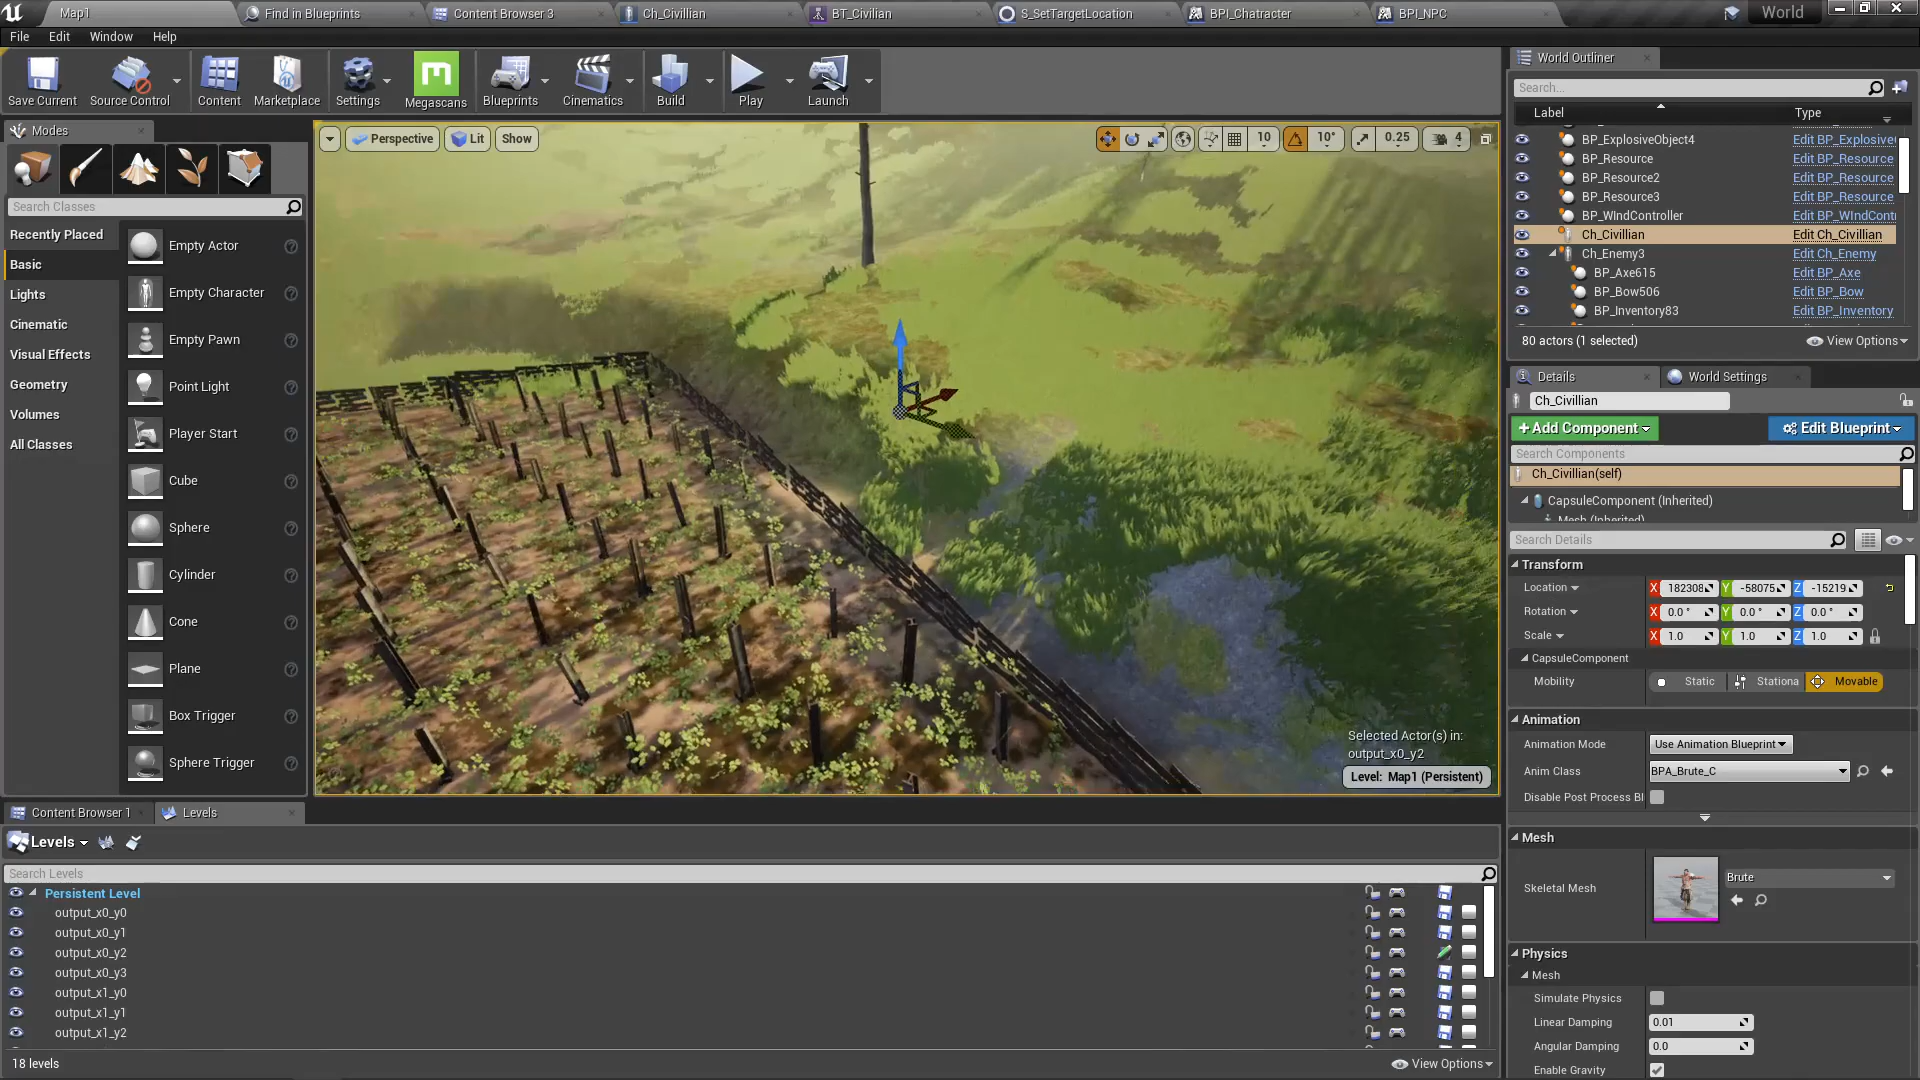 Map1
Find in Blueprints
Content Browser 3
Ch_Civillian
BT_Civilian
S_SetTargetLocation
BPI_Chatracter
BPI_NPC
World
File
Edit
Window
Help
Save Current
Source Control
Content
Marketplace
Settings
Megascans
Blueprints
Cinematics
Build
Play
Launch
Modes
Search Classes
Recently Placed
Basic
Lights
Cinematic
Visual Effects
Geometry
Volumes
All Classes
Empty Actor
Empty Character
Empty Pawn
Point Light
Player Start
Cube
Sphere
Cylinder
Cone
Plane
Box Trigger
Sphere Trigger
Perspective
Lit
Show
10
10°
0.25
4
Selected Actor(s) in:
output_x0_y2
Level: Map1 (Persistent)
World Outliner
Search...
Label
Type
BP_ExplosiveObject4
Edit BP_Explosive
BP_Resource
Edit BP_Resource
BP_Resource2
Edit BP_Resource
BP_Resource3
Edit BP_Resource
BP_WIndController
Edit BP_WIndCont
Ch_Civillian
Edit Ch_Civillian
Ch_Enemy3
Edit Ch_Enemy
BP_Axe615
Edit BP_Axe
BP_Bow506
Edit BP_Bow
BP_Inventory83
Edit BP_Inventory
80 actors (1 selected)
View Options
Details
World Settings
Ch_Civillian
+Add Component
Edit Blueprint
Search Components
Ch_Civillian(self)
CapsuleComponent (Inherited)
Mesh (Inherited)
Search Details
Transform
Location
X 182308
Y -58075
Z -15219
Rotation
X 0.0 °
Y 0.0 °
Z 0.0 °
Scale
X 1.0
Y 1.0
Z 1.0
CapsuleComponent
Mobility
Static
Stationa
Movable
Animation
Animation Mode
Use Animation Blueprint
Anim Class
BPA_Brute_C
Disable Post Process Bl
Mesh
Skeletal Mesh
Brute
Physics
Mesh
Simulate Physics
Linear Damping
0.01
Angular Damping
0.0
Enable Gravity
Content Browser 1
Levels
Levels
Search Levels
Persistent Level
output_x0_y0
output_x0_y1
output_x0_y2
output_x0_y3
output_x1_y0
output_x1_y1
output_x1_y2
18 levels
View Options